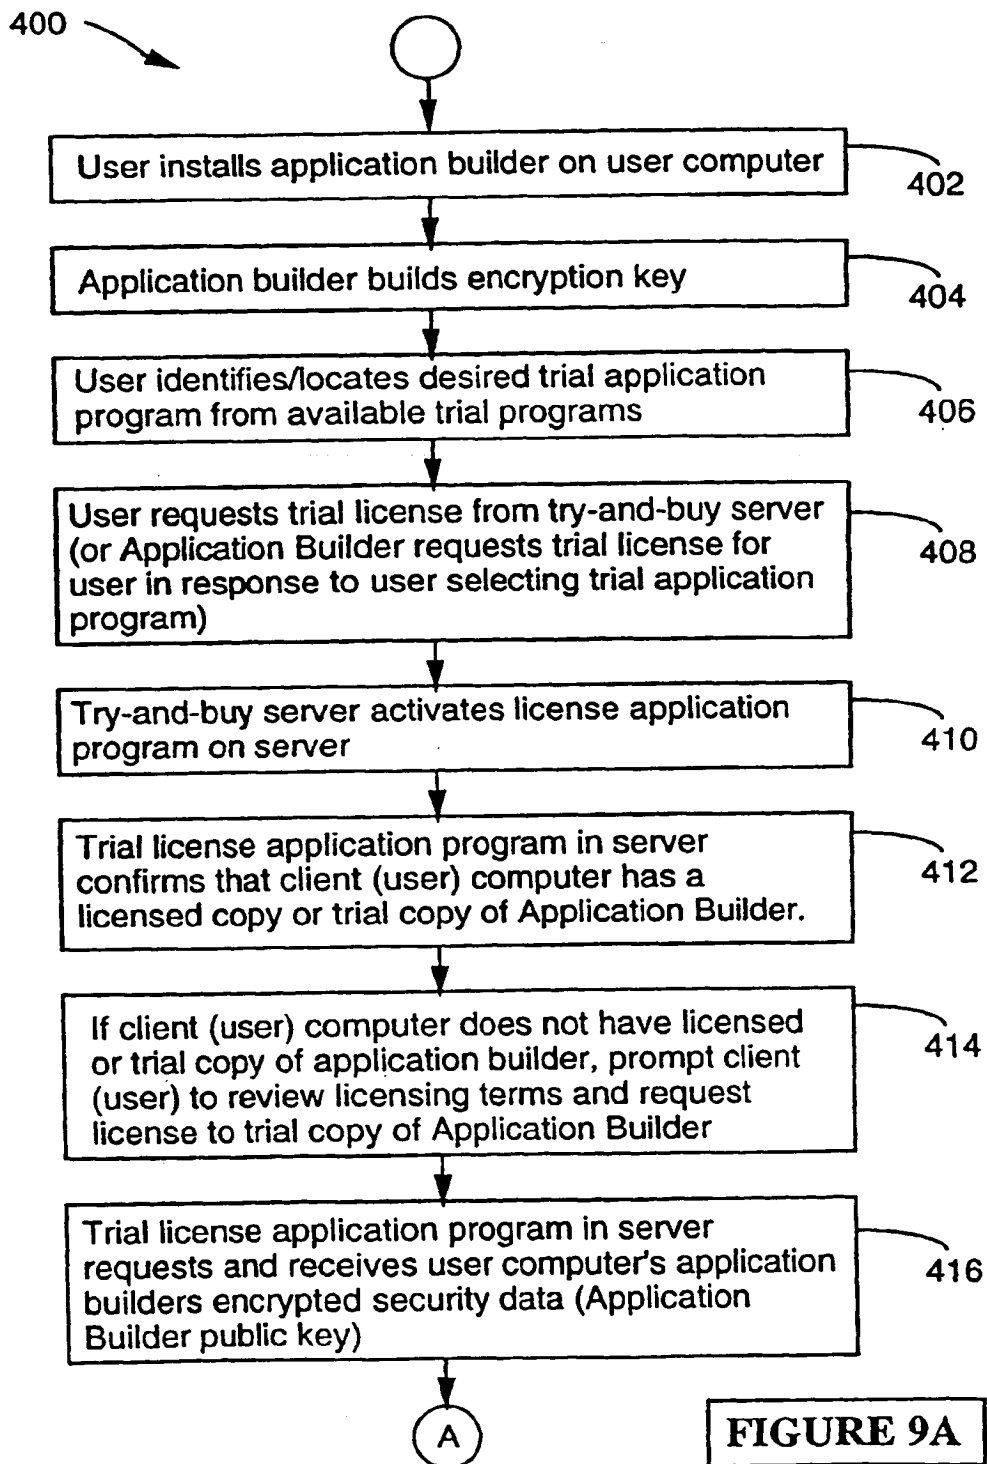 400
User installs application builder on user computer
402
Application builder builds encryption key
404
User identifies/locates desired trial application
program from available trial programs
406
User requests trial license from try-and-buy server
(or Application Builder requests trial license for
user in response to user selecting trial application
program)
408
Try-and-buy server activates license application
program on server
410
Trial license application program in server
confirms that client (user) computer has a
licensed copy or trial copy of Application Builder.
412
If client (user) computer does not have licensed
or trial copy of application builder, prompt client
(user) to review licensing terms and request
license to trial copy of Application Builder
414
Trial license application program in server
requests and receives user computer's application
builders encrypted security data (Application
Builder public key)
416
A
FIGURE 9A